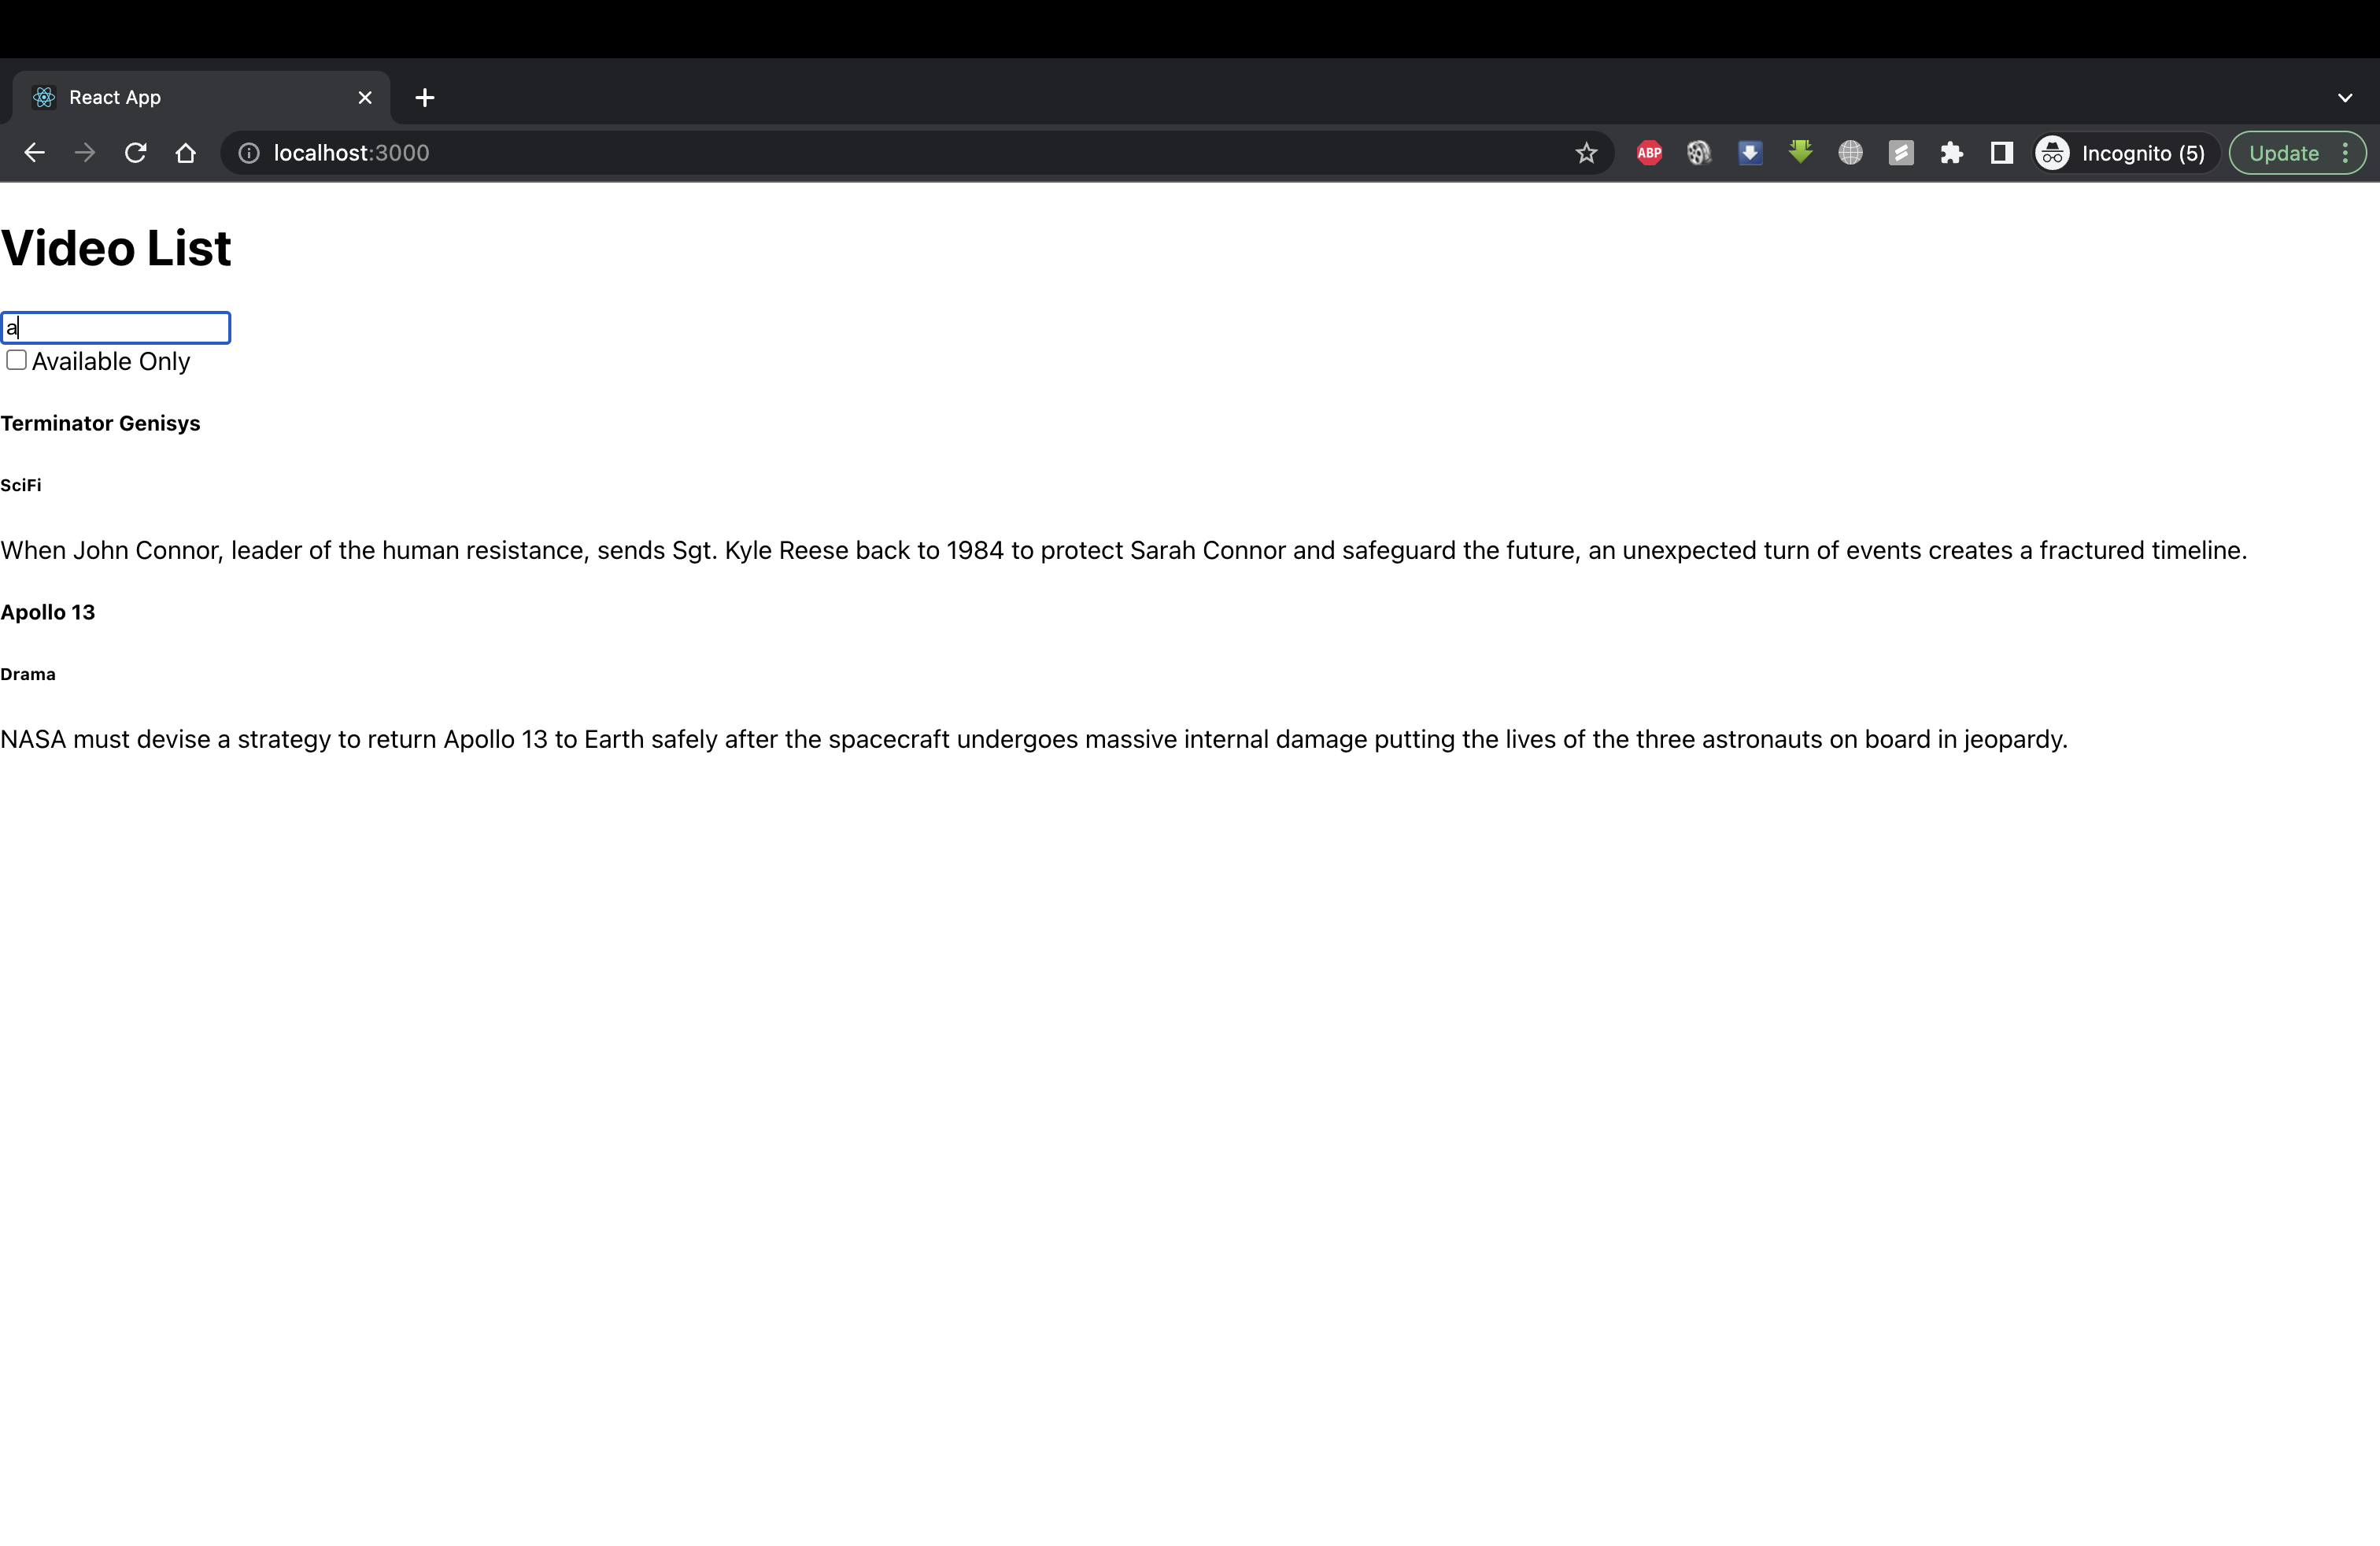 React App
localhost:3000
ABP
Incognito (5)
Update
Video List
a
Available Only
Terminator Genisys
SciFi
When John Connor, leader of the human resistance, sends Sgt. Kyle Reese back to 1984 to protect Sarah Connor and safeguard the future, an unexpected turn of events creates a fractured timeline.
Apollo 13
Drama
NASA must devise a strategy to return Apollo 13 to Earth safely after the spacecraft undergoes massive internal damage putting the lives of the three astronauts on board in jeopardy.